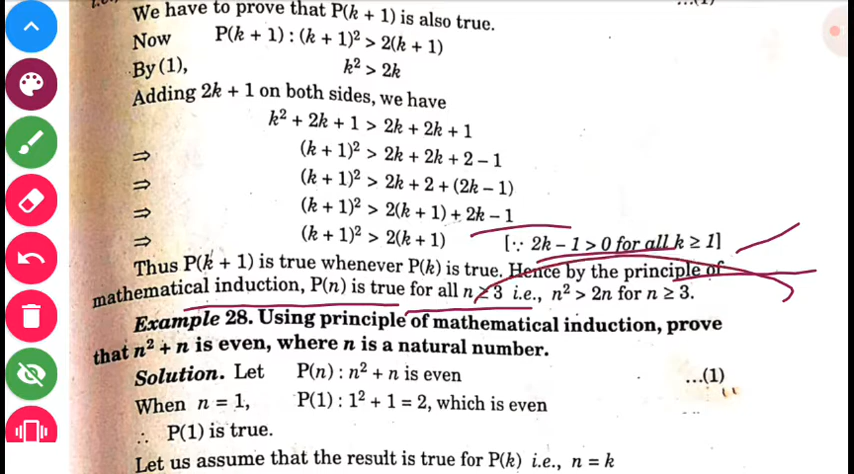 ...(1)
We have to prove that P(k + 1) is also true.
Now P(k + 1) : (k + 1)² > 2(k + 1)
By (1), k² > 2k
Adding 2k + 1 on both sides, we have
k² + 2k + 1 > 2k + 2k + 1
⇒ (k + 1)² > 2k + 2k + 2 – 1
⇒ (k + 1)² > 2k + 2 + (2k – 1)
⇒ (k + 1)² > 2(k + 1) + 2k – 1
⇒ (k + 1)² > 2(k + 1) [∵ 2k – 1 > 0 for all k ≥ 1]
Thus P(k + 1) is true whenever P(k) is true. Hence by the principle of
mathematical induction, P(n) is true for all n ≥ 3 i.e., n² > 2n for n ≥ 3.
Example 28. Using principle of mathematical induction, prove
that n² + n is even, where n is a natural number.
Solution. Let P(n) : n² + n is even ...(1)
When n = 1, P(1) : 1² + 1 = 2, which is even
∴ P(1) is true.
Let us assume that the result is true for P(k) i.e., n = k